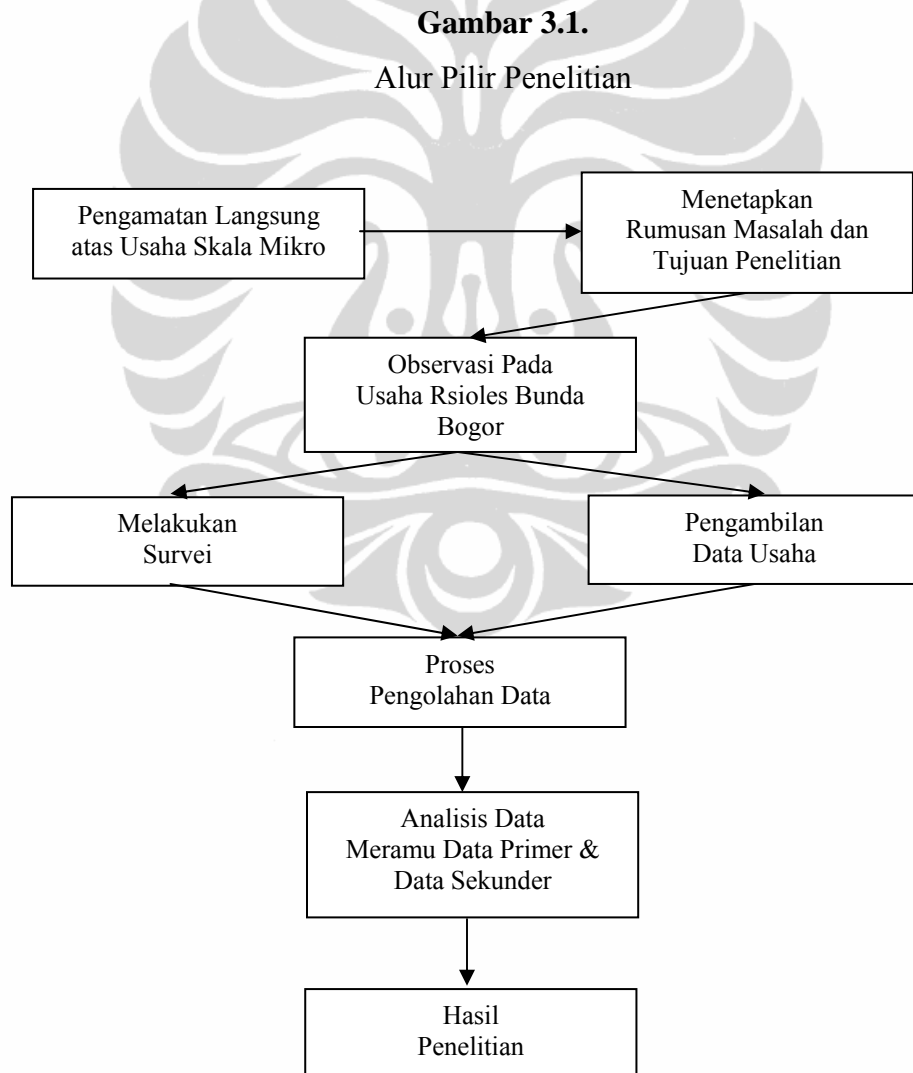 Gambar 3.1.
Alur Pilir Penelitian
Pengamatan Langsung
atas Usaha Skala Mikro
Menetapkan
Rumusan Masalah dan
Tujuan Penelitian
Observasi Pada
Usaha Rsioles Bunda
Bogor
Melakukan
Survei
Pengambilan
Data Usaha
Proses
Pengolahan Data
Analisis Data
Meramu Data Primer &
Data Sekunder
Hasil
Penelitian